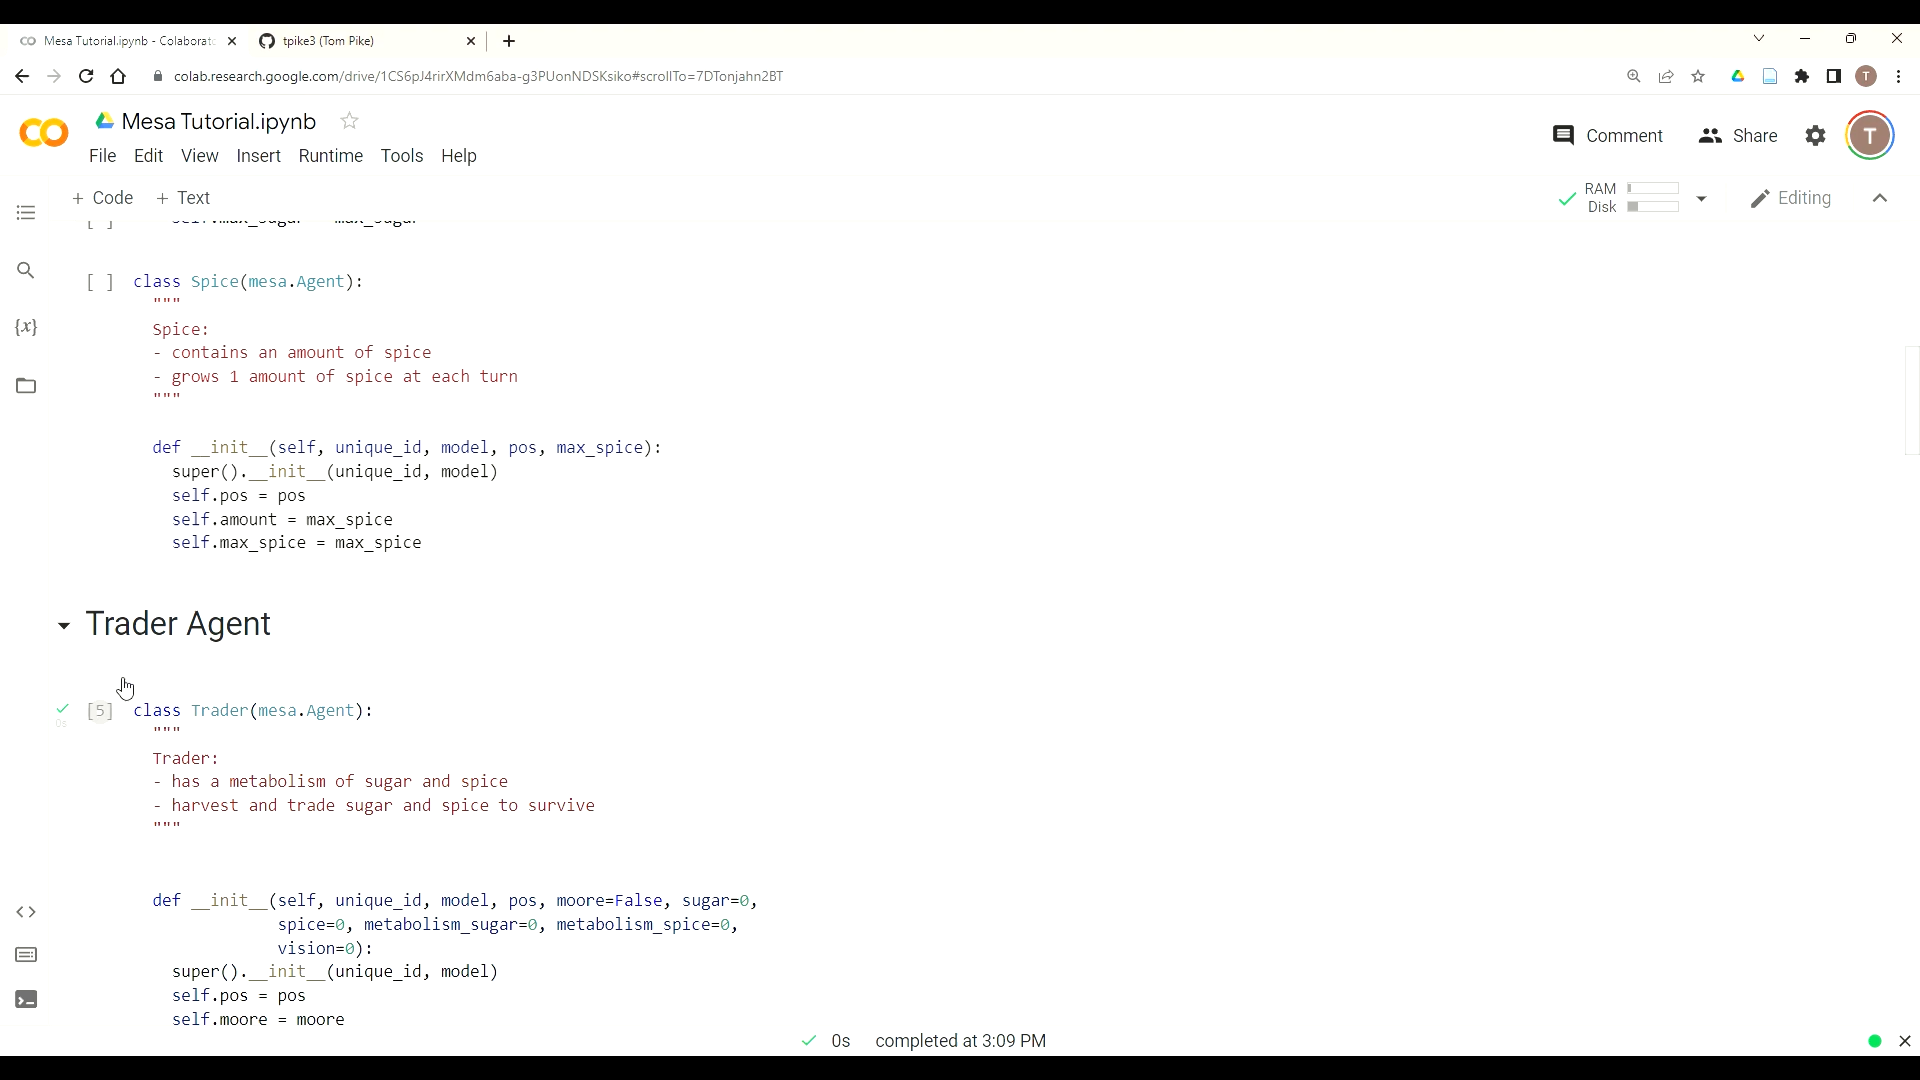 Mesa Tutorial.ipynb - Colaborato
tpike3 (Tom Pike)
colab.research.google.com/drive/1CS6pJ4rirXMdm6aba-g3PUonNDSKsiko#scrollTo=7DTonjahn2BT
T
CO
Mesa Tutorial.ipynb
File Edit View Insert Runtime Tools Help
Comment
Share
T
+ Code + Text
RAM
Disk
Editing
[ ] self.max_sugar = max_sugar
{x}
[ ] class Spice(mesa.Agent):
"""
Spice:
- contains an amount of spice
- grows 1 amount of spice at each turn
"""
def __init__(self, unique_id, model, pos, max_spice):
super().__init__(unique_id, model)
self.pos = pos
self.amount = max_spice
self.max_spice = max_spice
Trader Agent
[5] class Trader(mesa.Agent):
0s
"""
Trader:
- has a metabolism of sugar and spice
- harvest and trade sugar and spice to survive
"""
def __init__(self, unique_id, model, pos, moore=False, sugar=0,
spice=0, metabolism_sugar=0, metabolism_spice=0,
vision=0):
super().__init__(unique_id, model)
self.pos = pos
self.moore = moore
0s completed at 3:09 PM